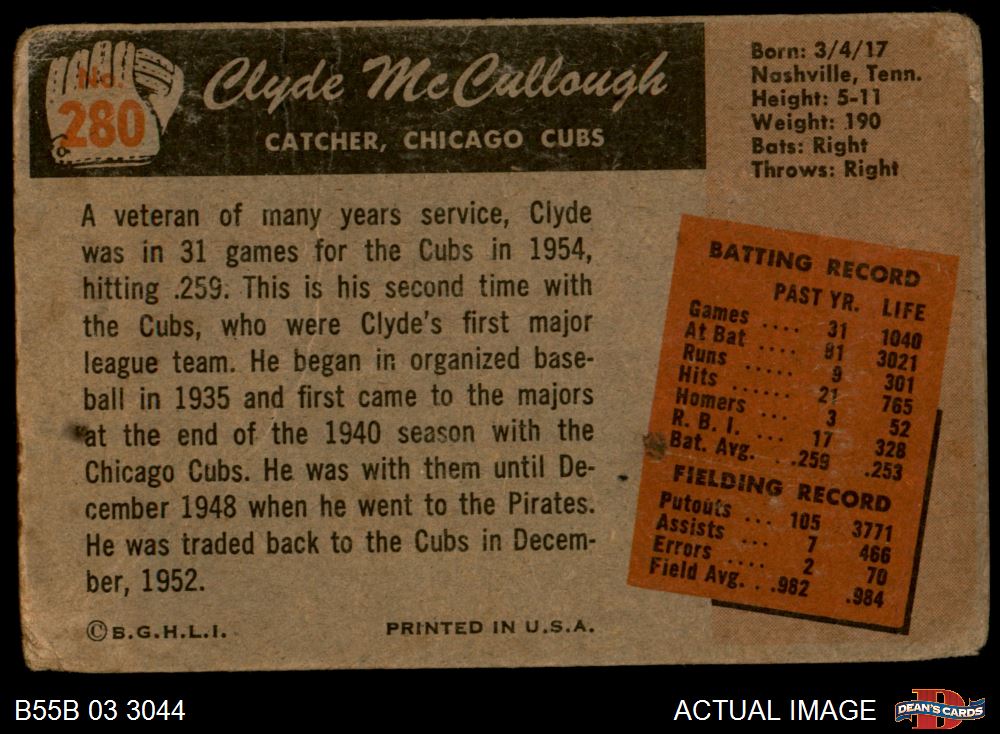 No.
280
Clyde McCullough
CATCHER, CHICAGO CUBS
Born: 3/4/17
Nashville, Tenn.
Height: 5-11
Weight: 190
Bats: Right
Throws: Right
A veteran of many years service, Clyde
was in 31 games for the Cubs in 1954,
hitting .259. This is his second time with
the Cubs, who were Clyde's first major
league team. He began in organized base-
ball in 1935 and first came to the majors
at the end of the 1940 season with the
Chicago Cubs. He was with them until De-
cember 1948 when he went to the Pirates.
He was traded back to the Cubs in Decem-
ber, 1952.
BATTING RECORD
PAST YR. LIFE
Games .... 31 1040
At Bat .... 81 3021
Runs ..... 9 301
Hits ...... 21 765
Homers ... 3 52
R. B. I. ... 17 328
Bat. Avg. . .259 .253
FIELDING RECORD
Putouts ... 105 3771
Assists ... 7 466
Errors .... 2 70
Field Avg. . .982 .984
©B.G.H.L.I. PRINTED IN U.S.A.
B55B 03 3044 ACTUAL IMAGE DEAN'S CARDS